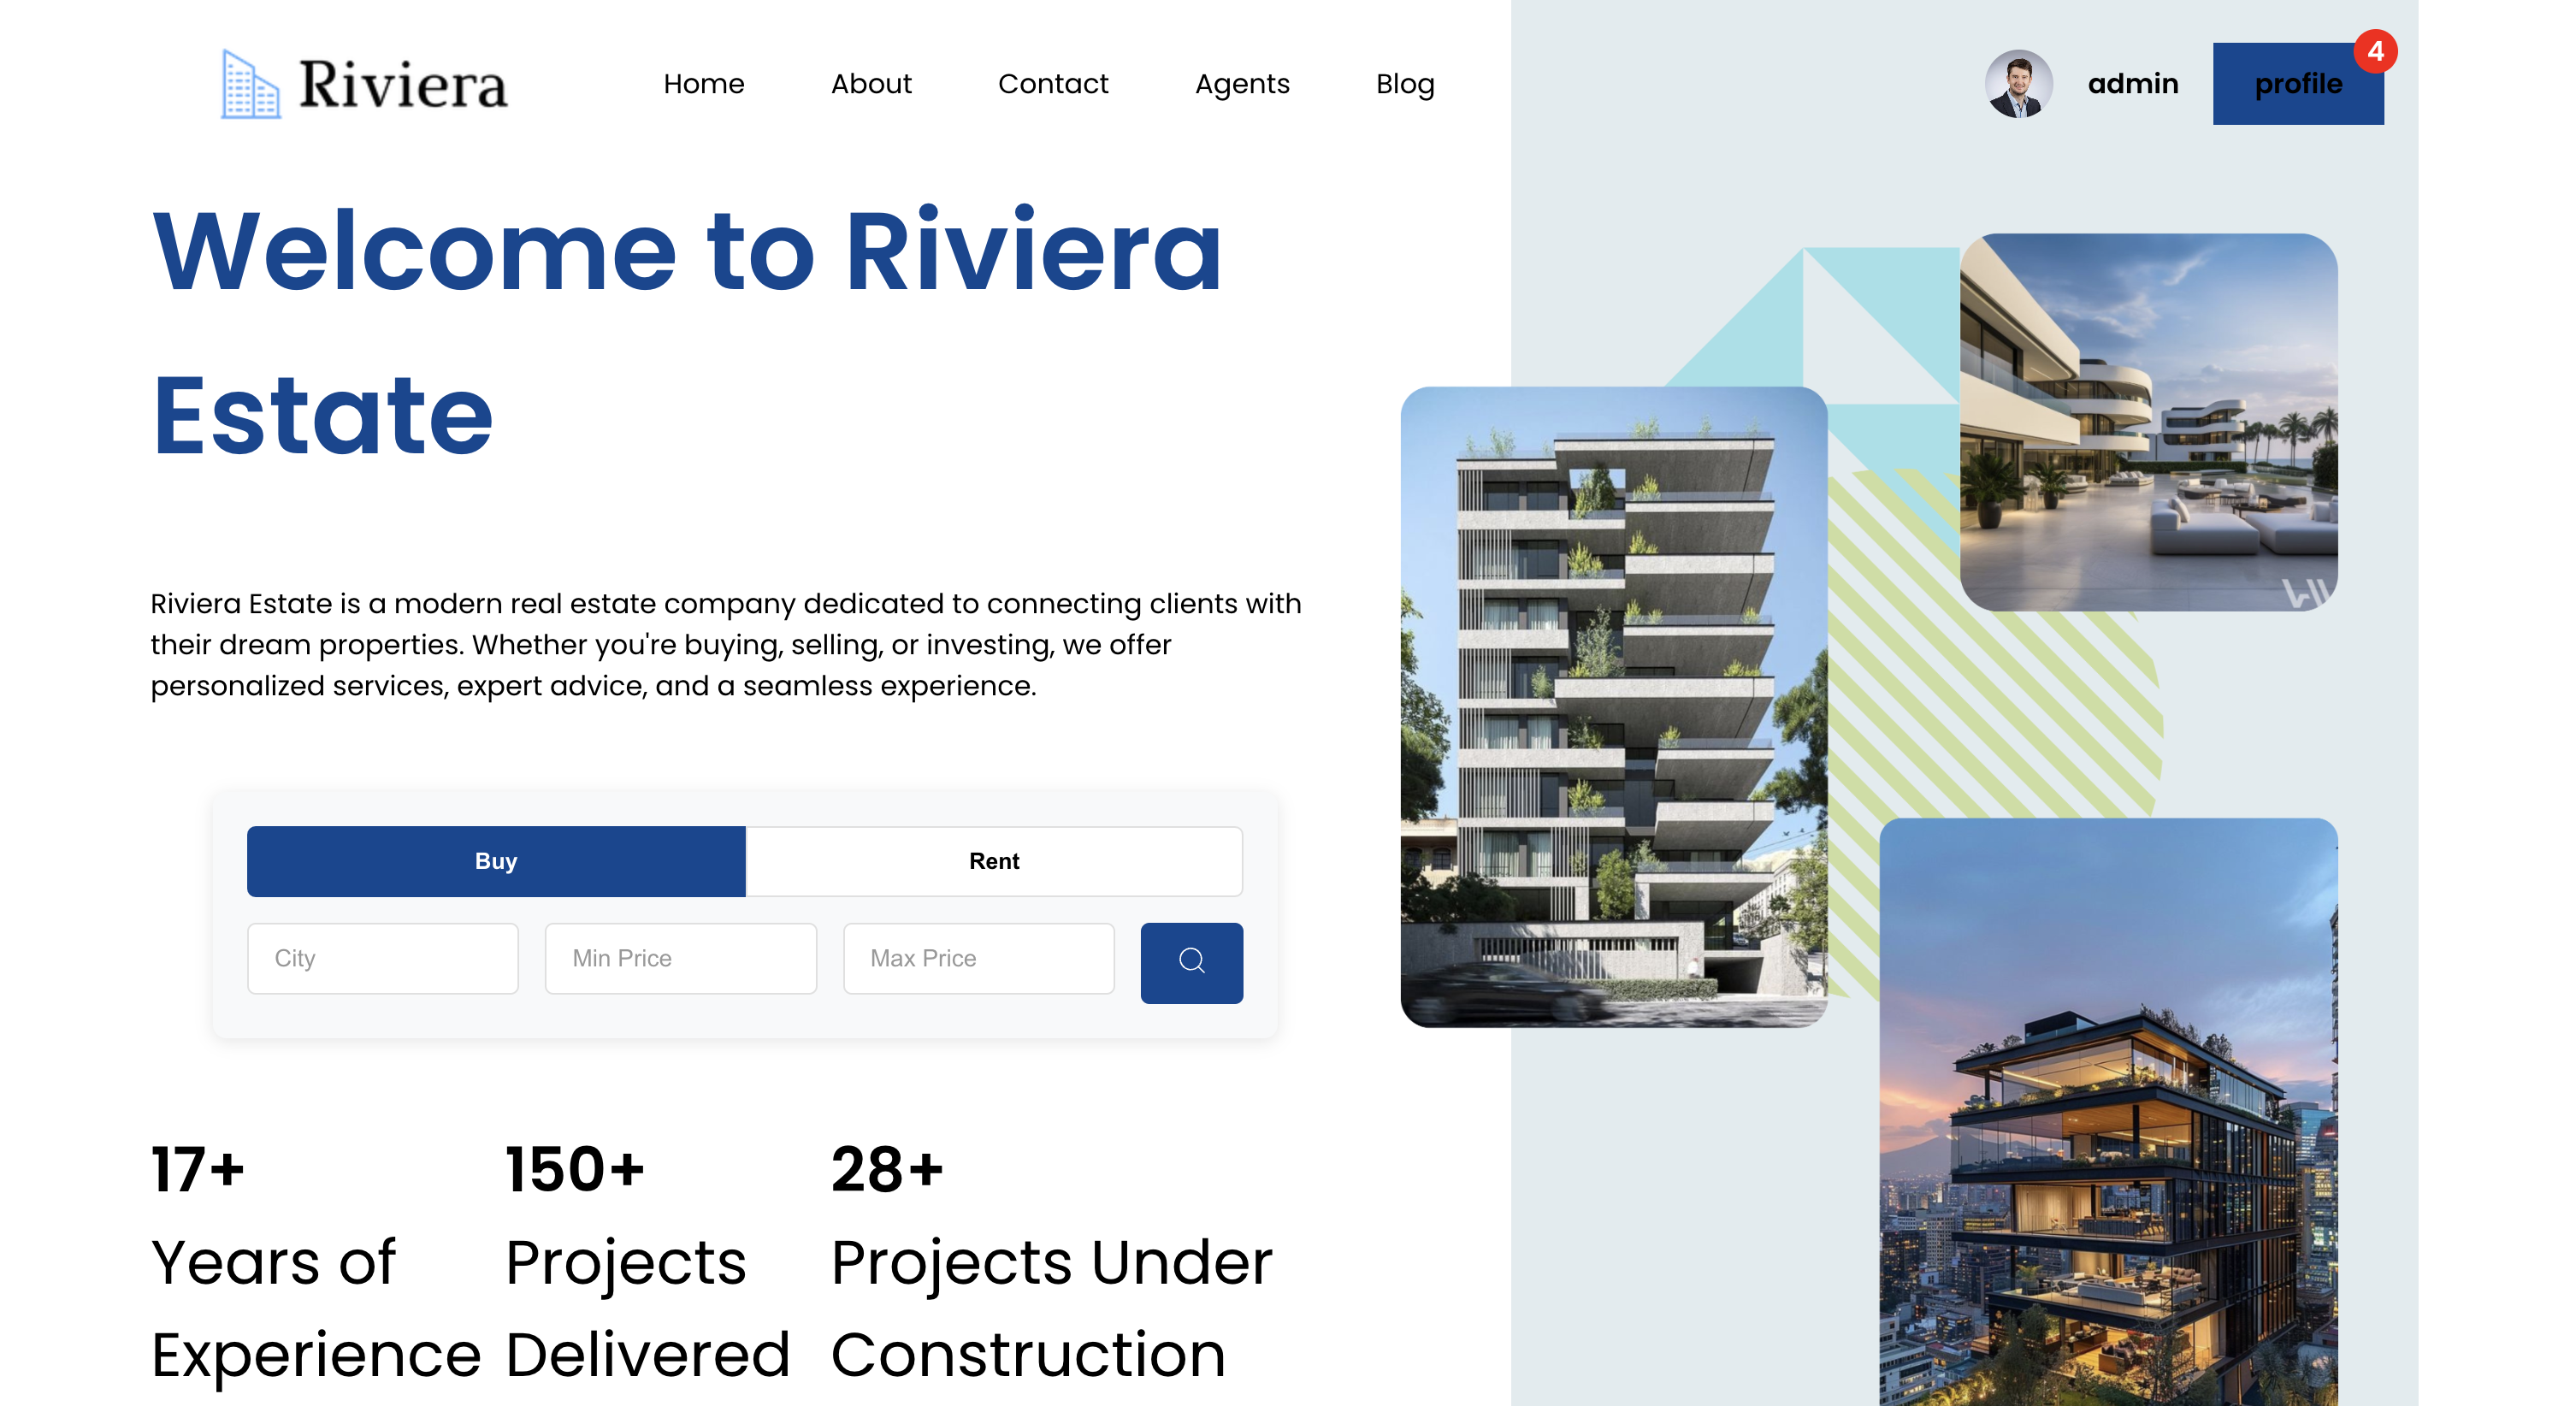 Riviera
Home About Contact Agents Blog
admin
profile
4
Welcome to Riviera
Estate
Riviera Estate is a modern real estate company dedicated to connecting clients with
their dream properties. Whether you're buying, selling, or investing, we offer
personalized services, expert advice, and a seamless experience.
Buy
Rent
City
Min Price
Max Price
17+
Years of
Experience
150+
Projects
Delivered
28+
Projects Under
Construction